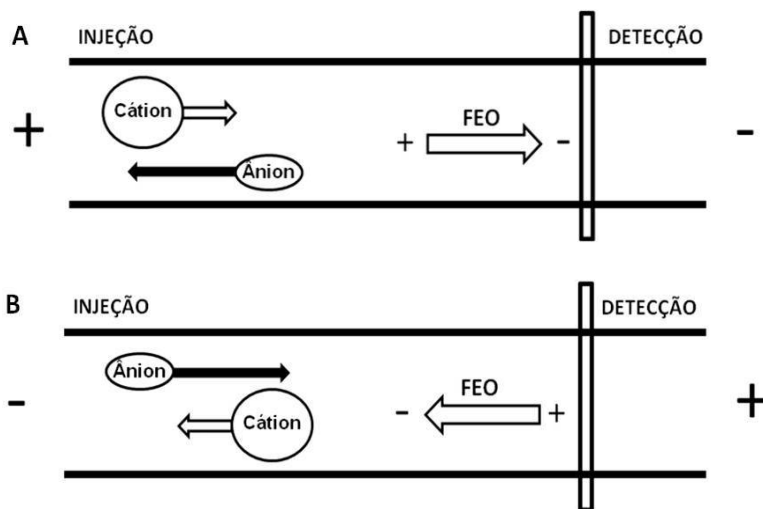 A
INJEÇÃO
DETECÇÃO
+
Cátion
+
FEO
-
-
Ânion
B
INJEÇÃO
DETECÇÃO
-
Ânion
-
FEO
+
+
Cátion